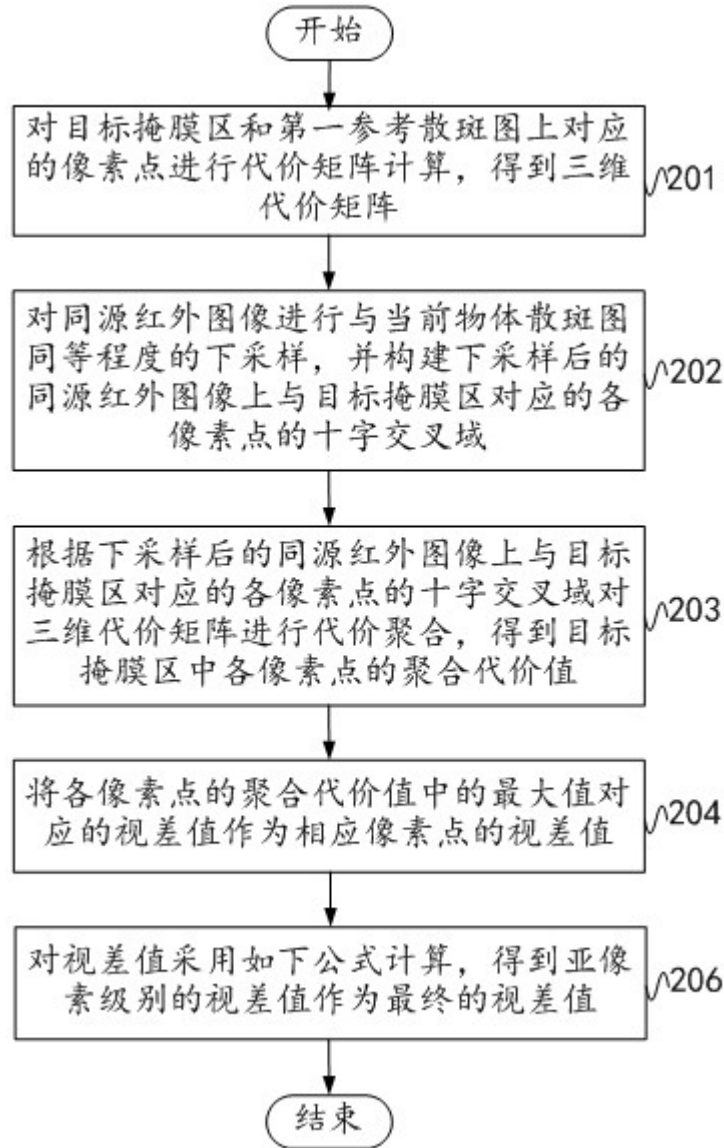 开始
对目标掩膜区和第一参考散斑图上对应
的像素点进行代价矩阵计算，得到三维
代价矩阵
201
对同源红外图像进行与当前物体散斑图
同等程度的下采样，并构建下采样后的
同源红外图像上与目标掩膜区对应的各
像素点的十字交叉域
202
根据下采样后的同源红外图像上与目标
掩膜区对应的各像素点的十字交叉域对
三维代价矩阵进行代价聚合，得到目标
掩膜区中各像素点的聚合代价值
203
将各像素点的聚合代价值中的最大值对
应的视差值作为相应像素点的视差值
204
对视差值采用如下公式计算，得到亚像
素级别的视差值作为最终的视差值
206
结束